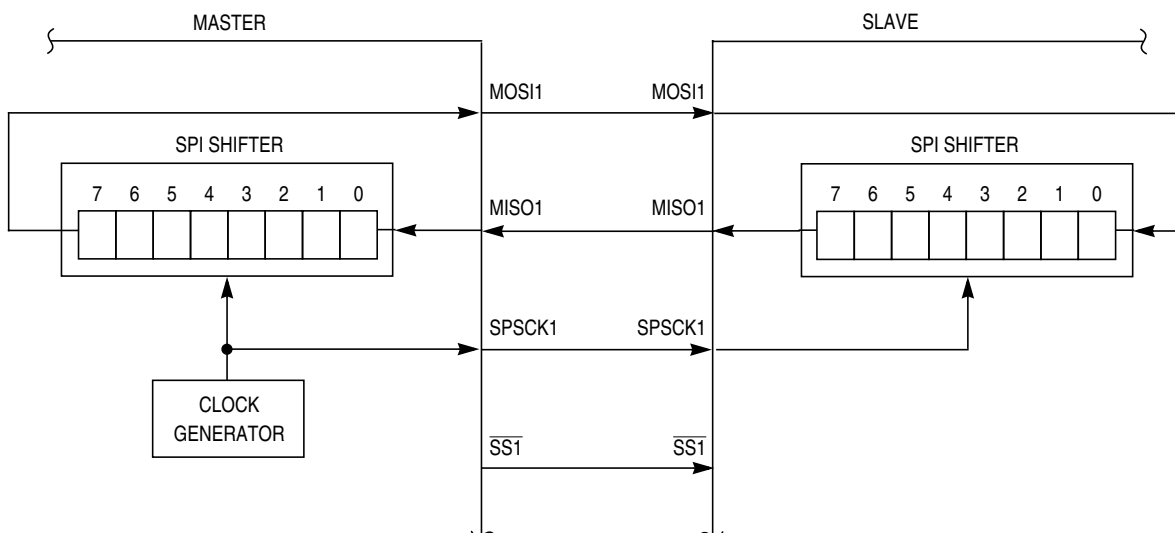 MASTER
SLAVE
MOSI1 MOSI1
SPI SHIFTER
SPI SHIFTER
7 6 5 4 3 2 1 0
MISO1 MISO1
7 6 5 4 3 2 1 0
SPSCK1 SPSCK1
CLOCK
GENERATOR
SS1 SS1